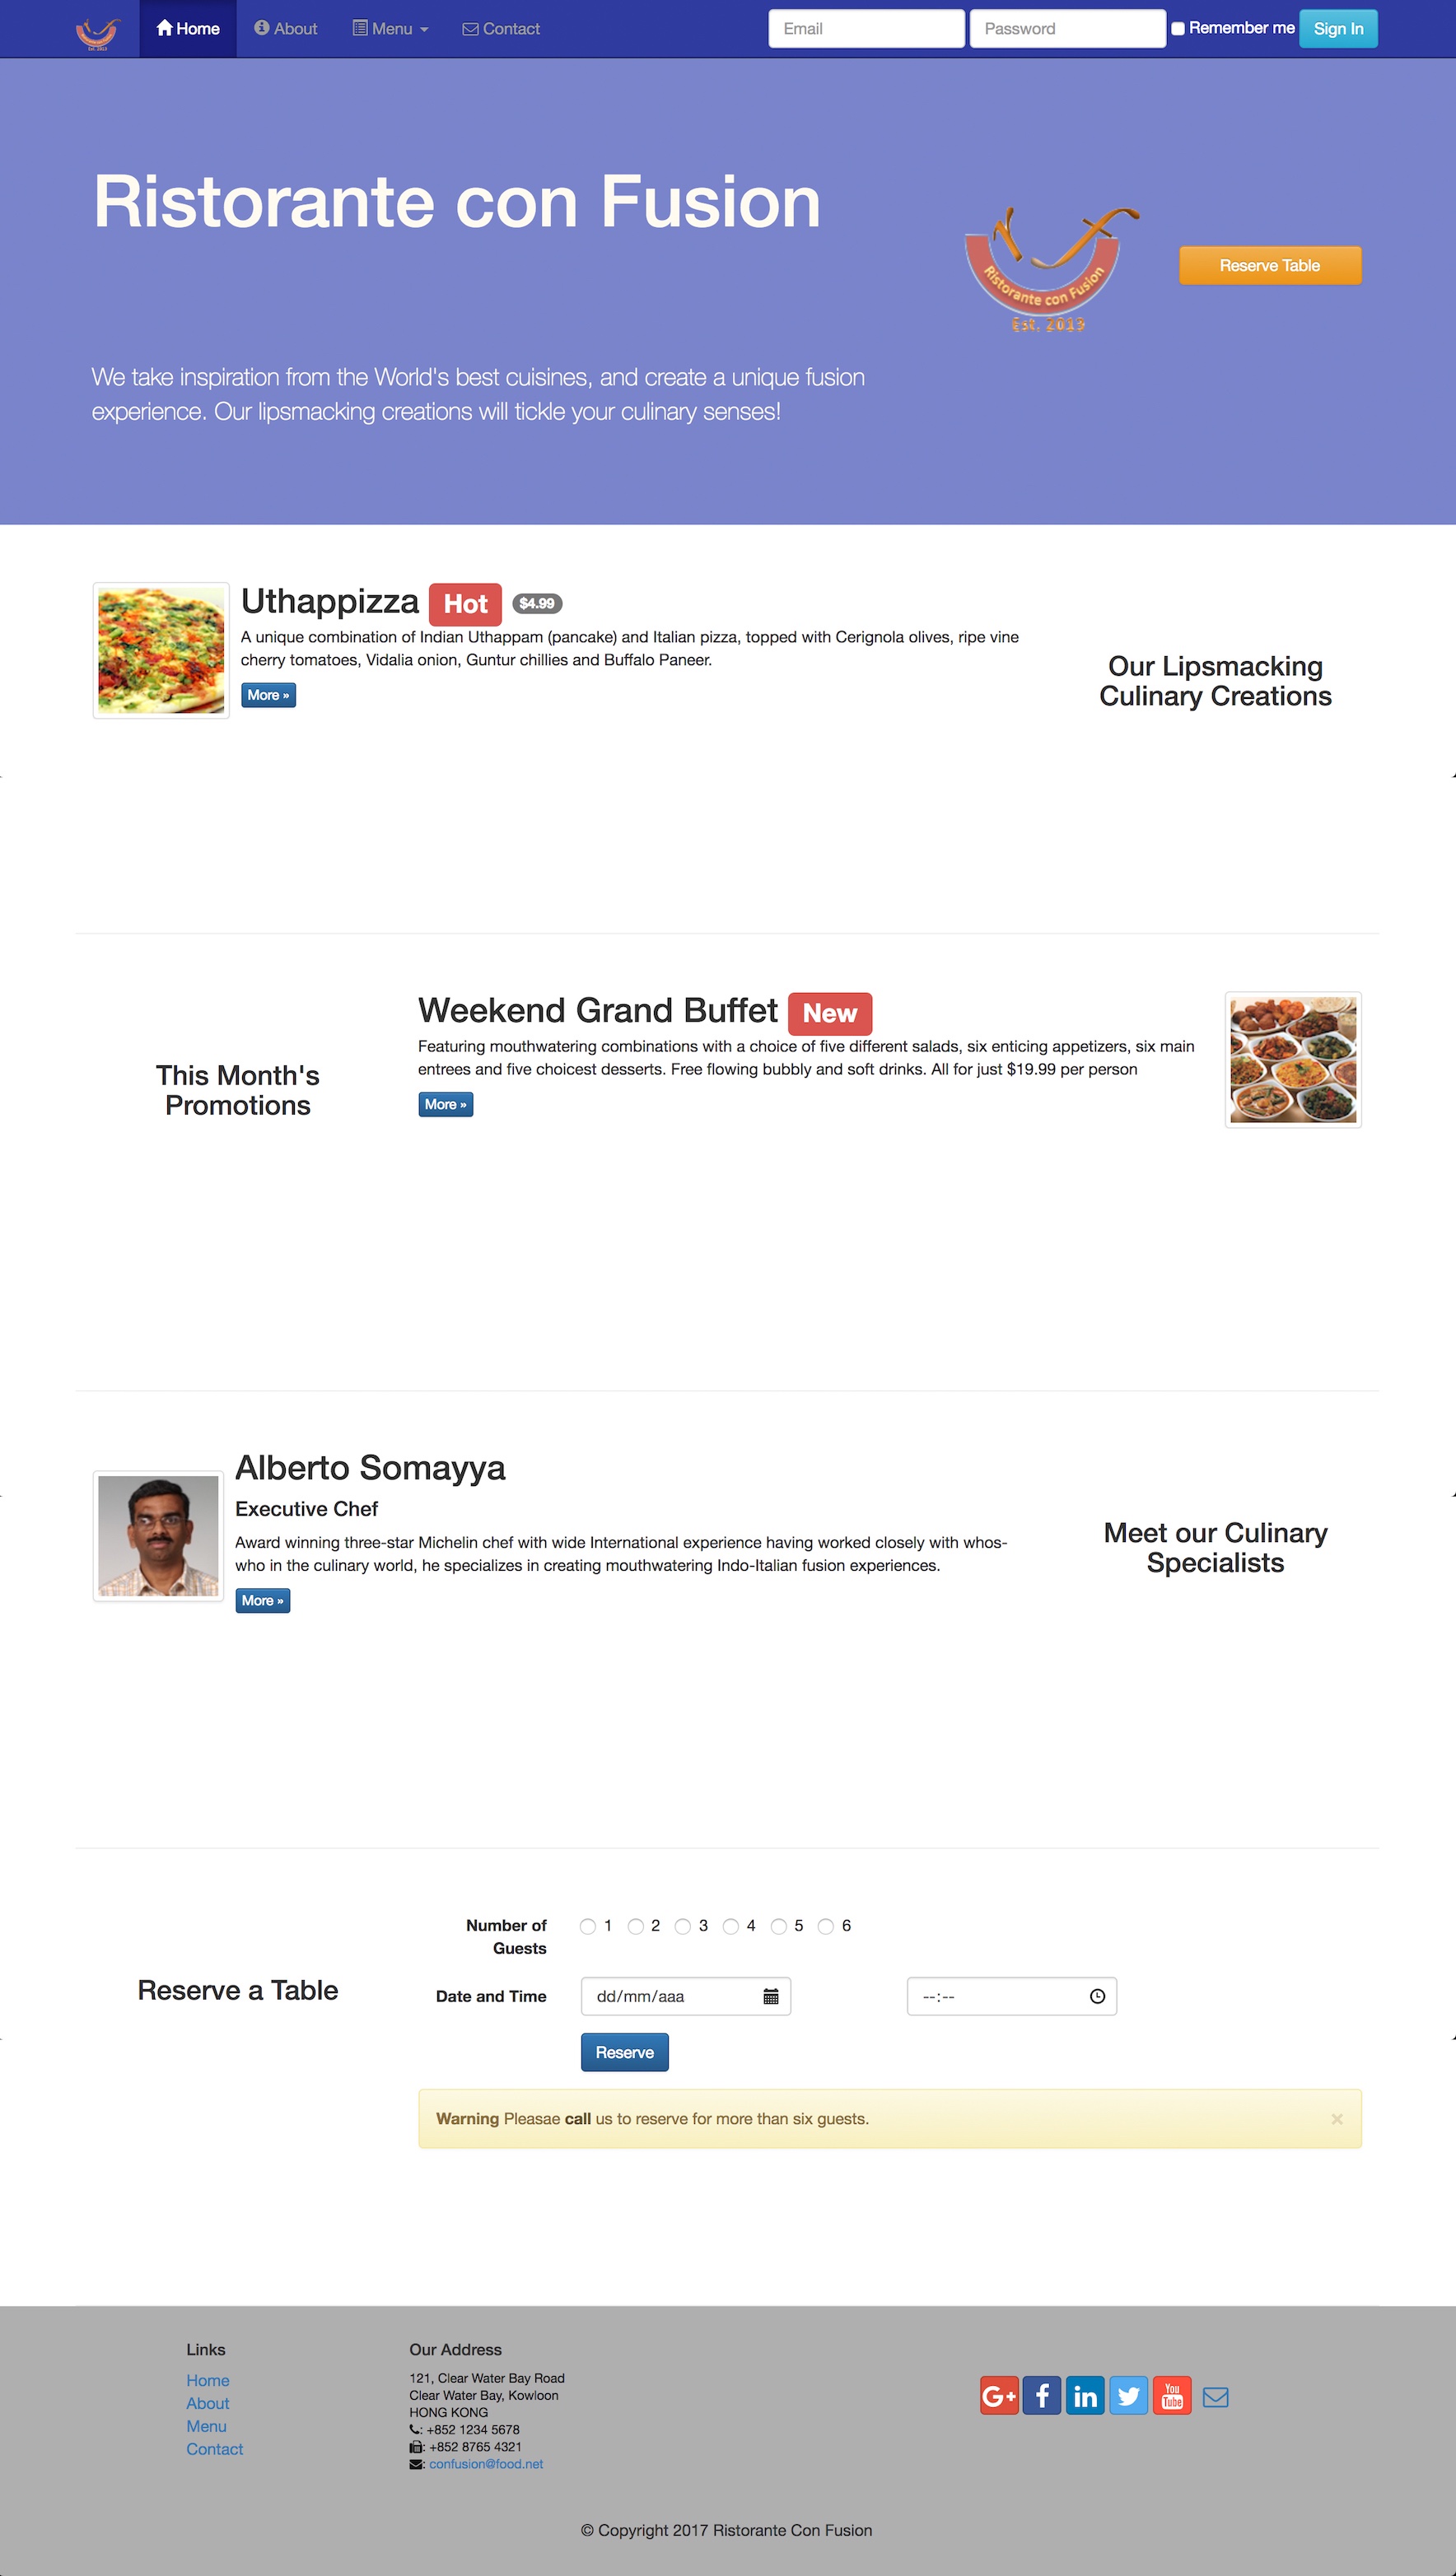 Home About Menu Contact Email Password Remember me Sign In
Ristorante con Fusion
Ristorante con Fusion
Est. 2013
Reserve Table
We take inspiration from the World's best cuisines, and create a unique fusion
experience. Our lipsmacking creations will tickle your culinary senses!
Uthappizza Hot $4.99
A unique combination of Indian Uthappam (pancake) and Italian pizza, topped with Cerignola olives, ripe vine
cherry tomatoes, Vidalia onion, Guntur chillies and Buffalo Paneer.
More »
Our Lipsmacking
Culinary Creations
This Month's
Promotions
Weekend Grand Buffet New
Featuring mouthwatering combinations with a choice of five different salads, six enticing appetizers, six main
entrees and five choicest desserts. Free flowing bubbly and soft drinks. All for just $19.99 per person
More »
Alberto Somayya
Executive Chef
Award winning three-star Michelin chef with wide International experience having worked closely with whos-
who in the culinary world, he specializes in creating mouthwatering Indo-Italian fusion experiences.
More »
Meet our Culinary
Specialists
Reserve a Table
Number of
Guests
1 2 3 4 5 6
Date and Time dd/mm/aaa --:--
Reserve
Warning Pleasae call us to reserve for more than six guests. ×
Links
Home
About
Menu
Contact
Our Address
121, Clear Water Bay Road
Clear Water Bay, Kowloon
HONG KONG
: +852 1234 5678
: +852 8765 4321
: confusion@food.net
G+ f in You Tube
© Copyright 2017 Ristorante Con Fusion